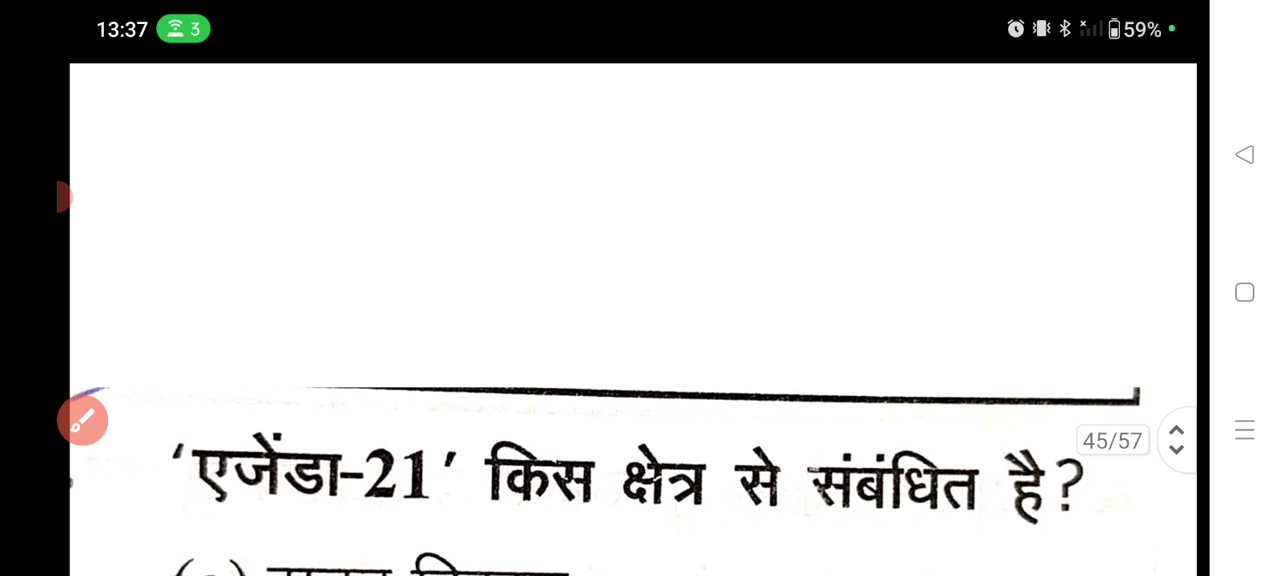 13:37 3 59%
45/57
'एजेंडा-21' किस क्षेत्र से संबंधित है?